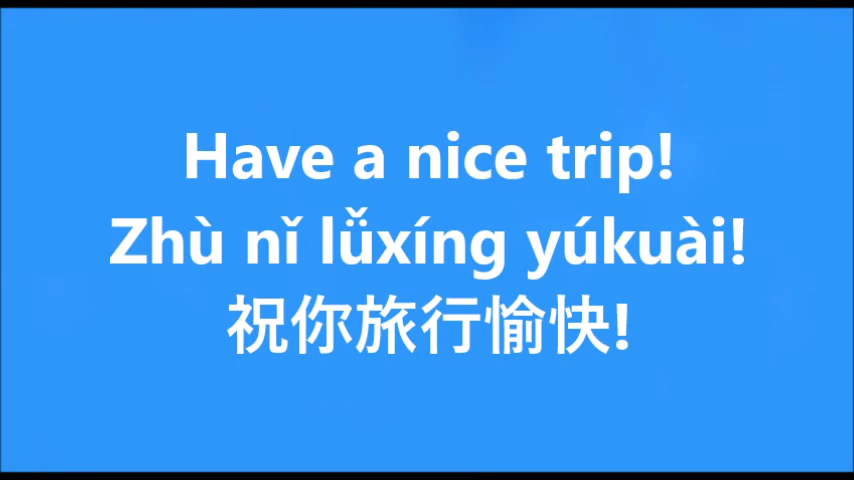 Have a nice trip!
Zhù nǐ lǚxíng yúkuài!
祝你旅行愉快!